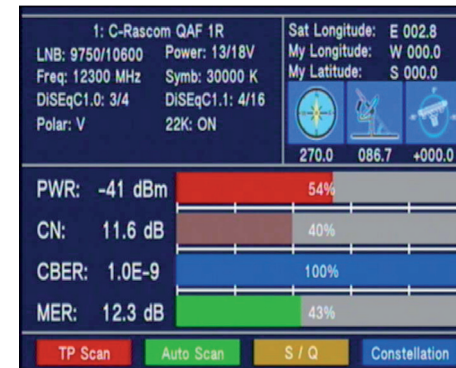 1: C-Rascom QAF 1R
LNB: 9750/10600 Power: 13/18V
Freq: 12300 MHz Symb: 30000 K
DiSEqC1.0: 3/4 DiSEqC1.1: 4/16
Polar: V 22K: ON
Sat Longitude: E 002.8
My Longitude: W 000.0
My Latitude: S 000.0
270.0 086.7 +000.0
PWR: -41 dBm 54%
CN: 11.6 dB 40%
CBER: 1.0E-9 100%
MER: 12.3 dB 43%
TP Scan Auto Scan S / Q Constellation